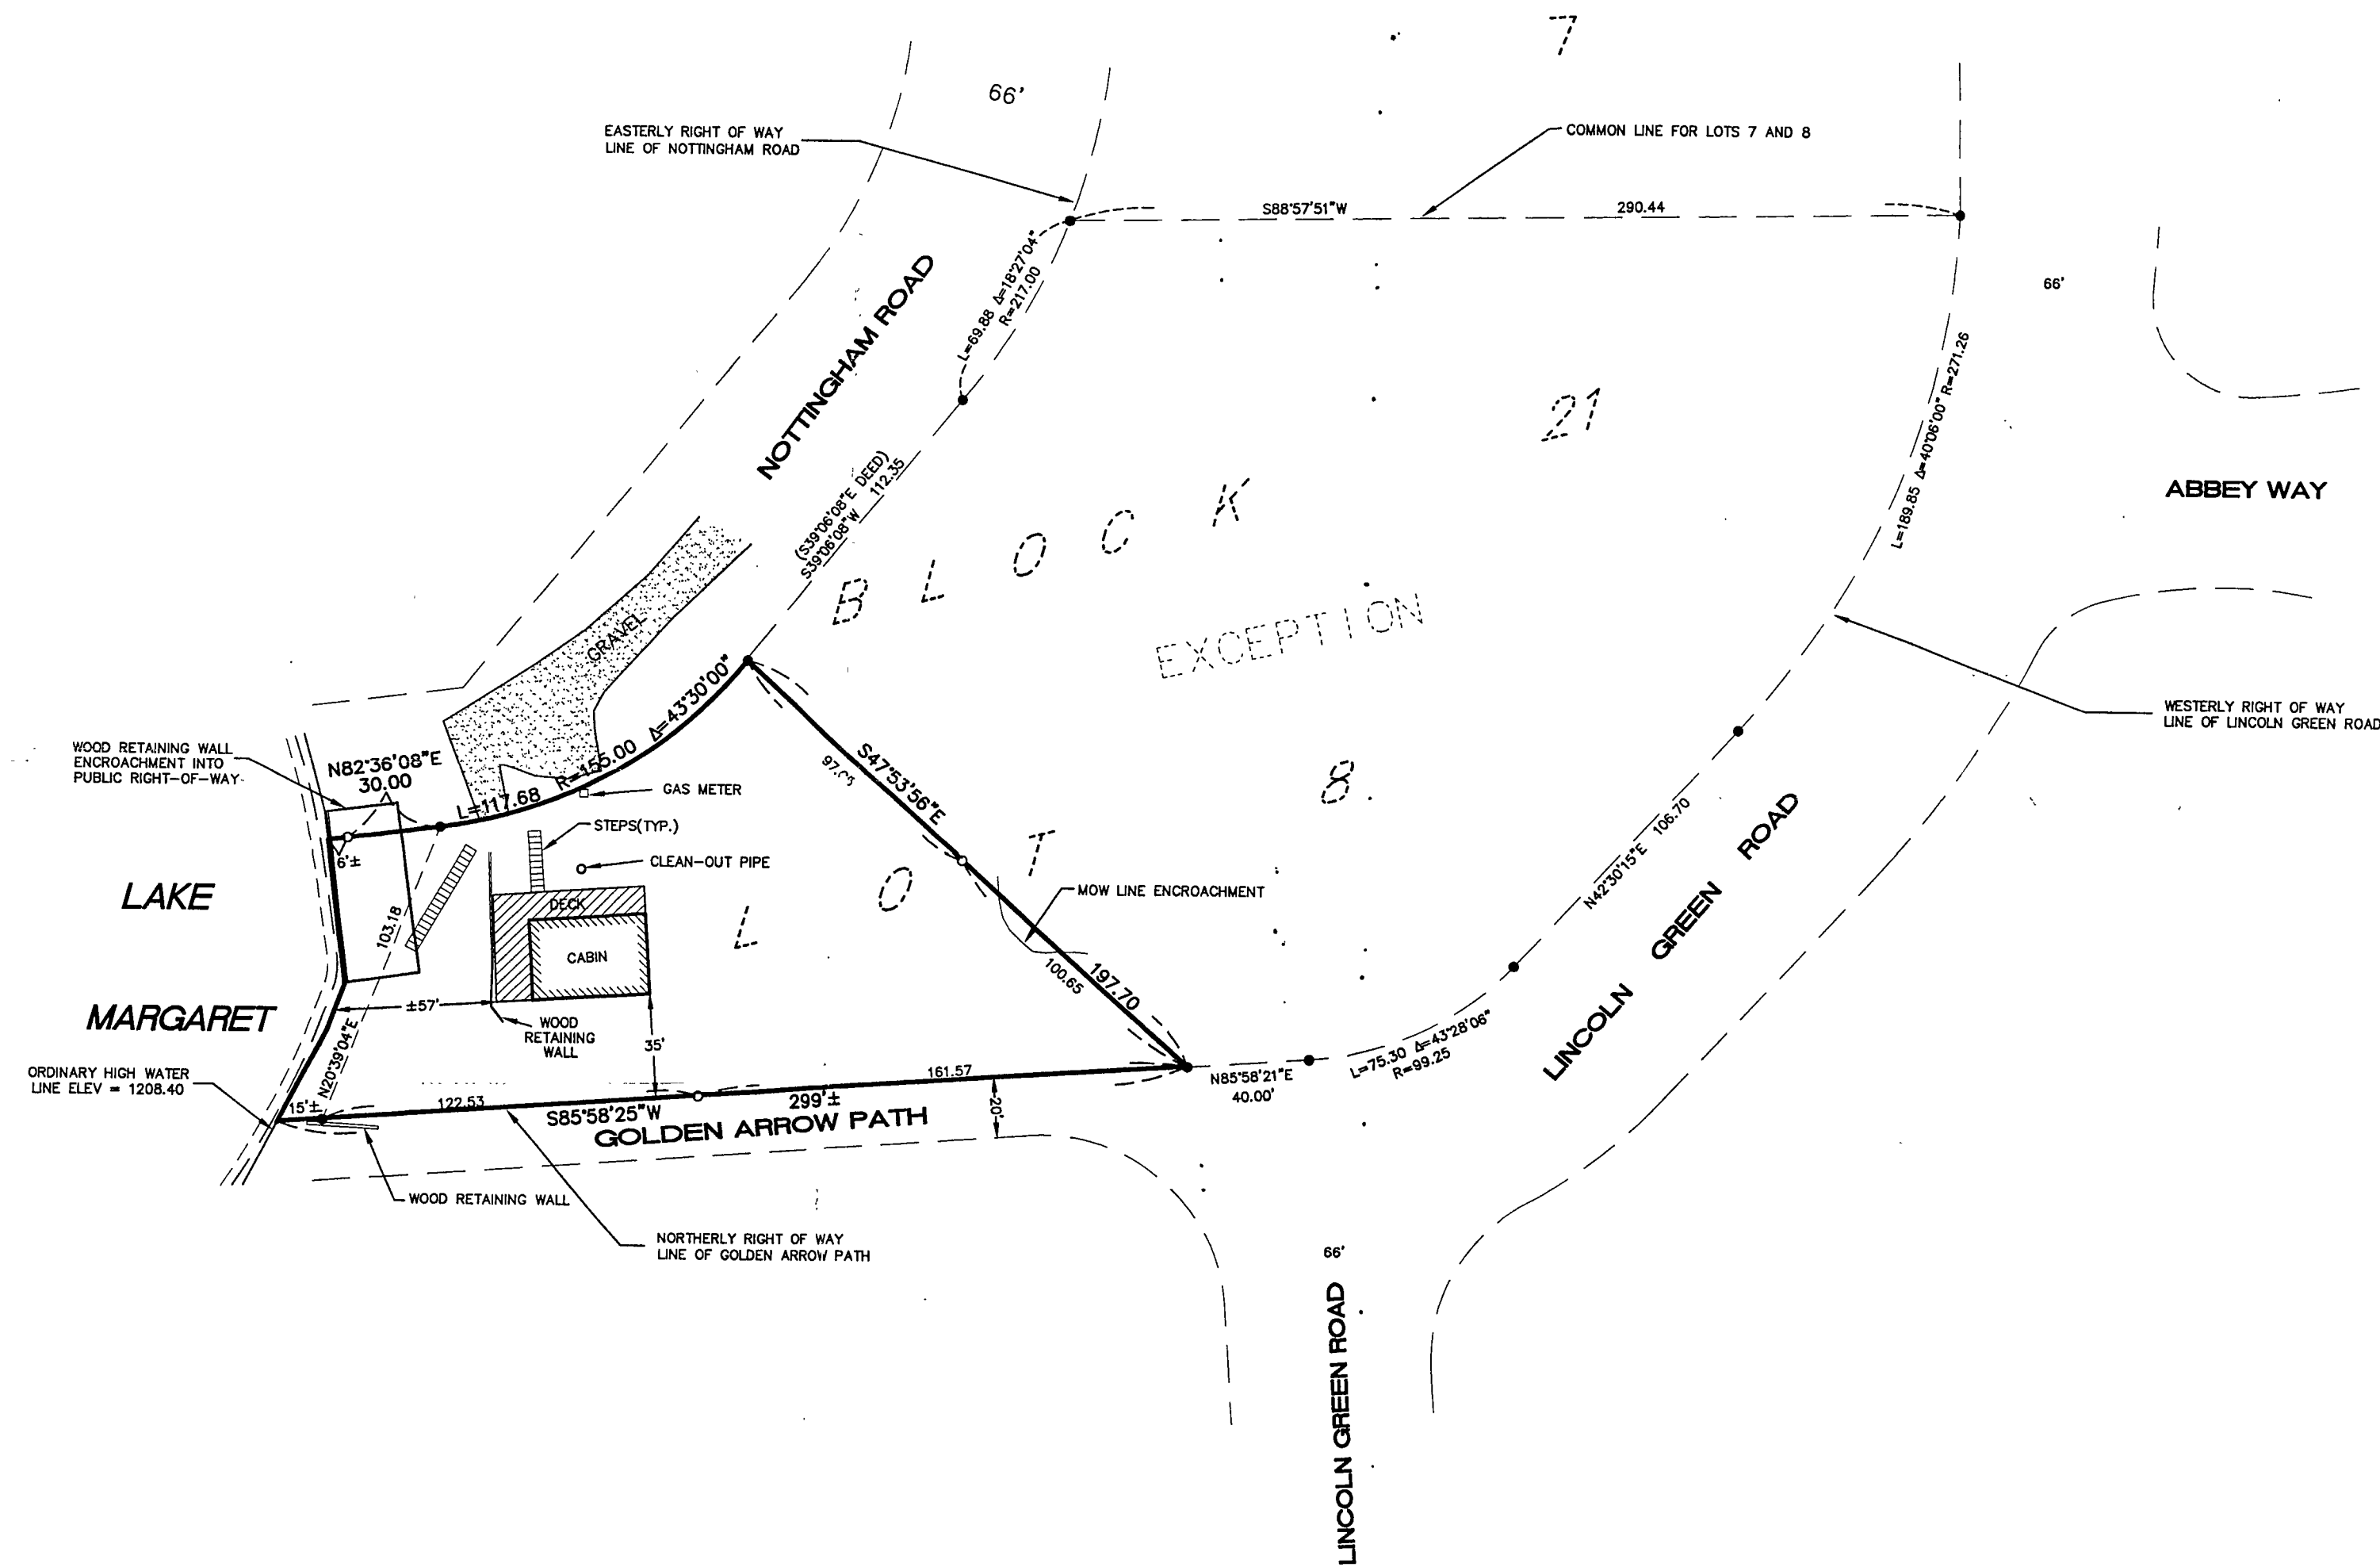 7
66'
EASTERLY RIGHT OF WAY
LINE OF NOTTINGHAM ROAD
COMMON LINE FOR LOTS 7 AND 8
S88°57'51"W
290.44
66'
NOTTINGHAM ROAD
L=69.88 Δ=18°27'04"
R=217.00
L=189.85 Δ=40°06'00" R=271.26
21
ABBEY WAY
(S39°06'08"E DEED)
S39°06'08"W 112.35
BLOCK
EXCEPTION
GRAVEL
WESTERLY RIGHT OF WAY
LINE OF LINCOLN GREEN ROAD
WOOD RETAINING WALL
ENCROACHMENT INTO
PUBLIC RIGHT-OF-WAY
N82°36'08"E
30.00
L=117.68 R=155.00 Δ=43°30'00"
GAS METER
S47°53'56"E
8
STEPS(TYP.)
CLEAN-OUT PIPE
6'±
LAKE
103.18
DECK
CABIN
LOT
MOW LINE ENCROACHMENT
N42°30'15"E 106.70
LINCOLN GREEN ROAD
100.65
197.70
MARGARET
±57'
WOOD
RETAINING
WALL
35'
N20°39'04"E
ORDINARY HIGH WATER
LINE ELEV = 1208.40
15'±
122.53
161.57
S85°58'25"W
299'±
GOLDEN ARROW PATH
20'
N85°58'21"E
40.00'
L=75.30 Δ=43°28'06"
R=99.25
WOOD RETAINING WALL
NORTHERLY RIGHT OF WAY
LINE OF GOLDEN ARROW PATH
66'
LINCOLN GREEN ROAD